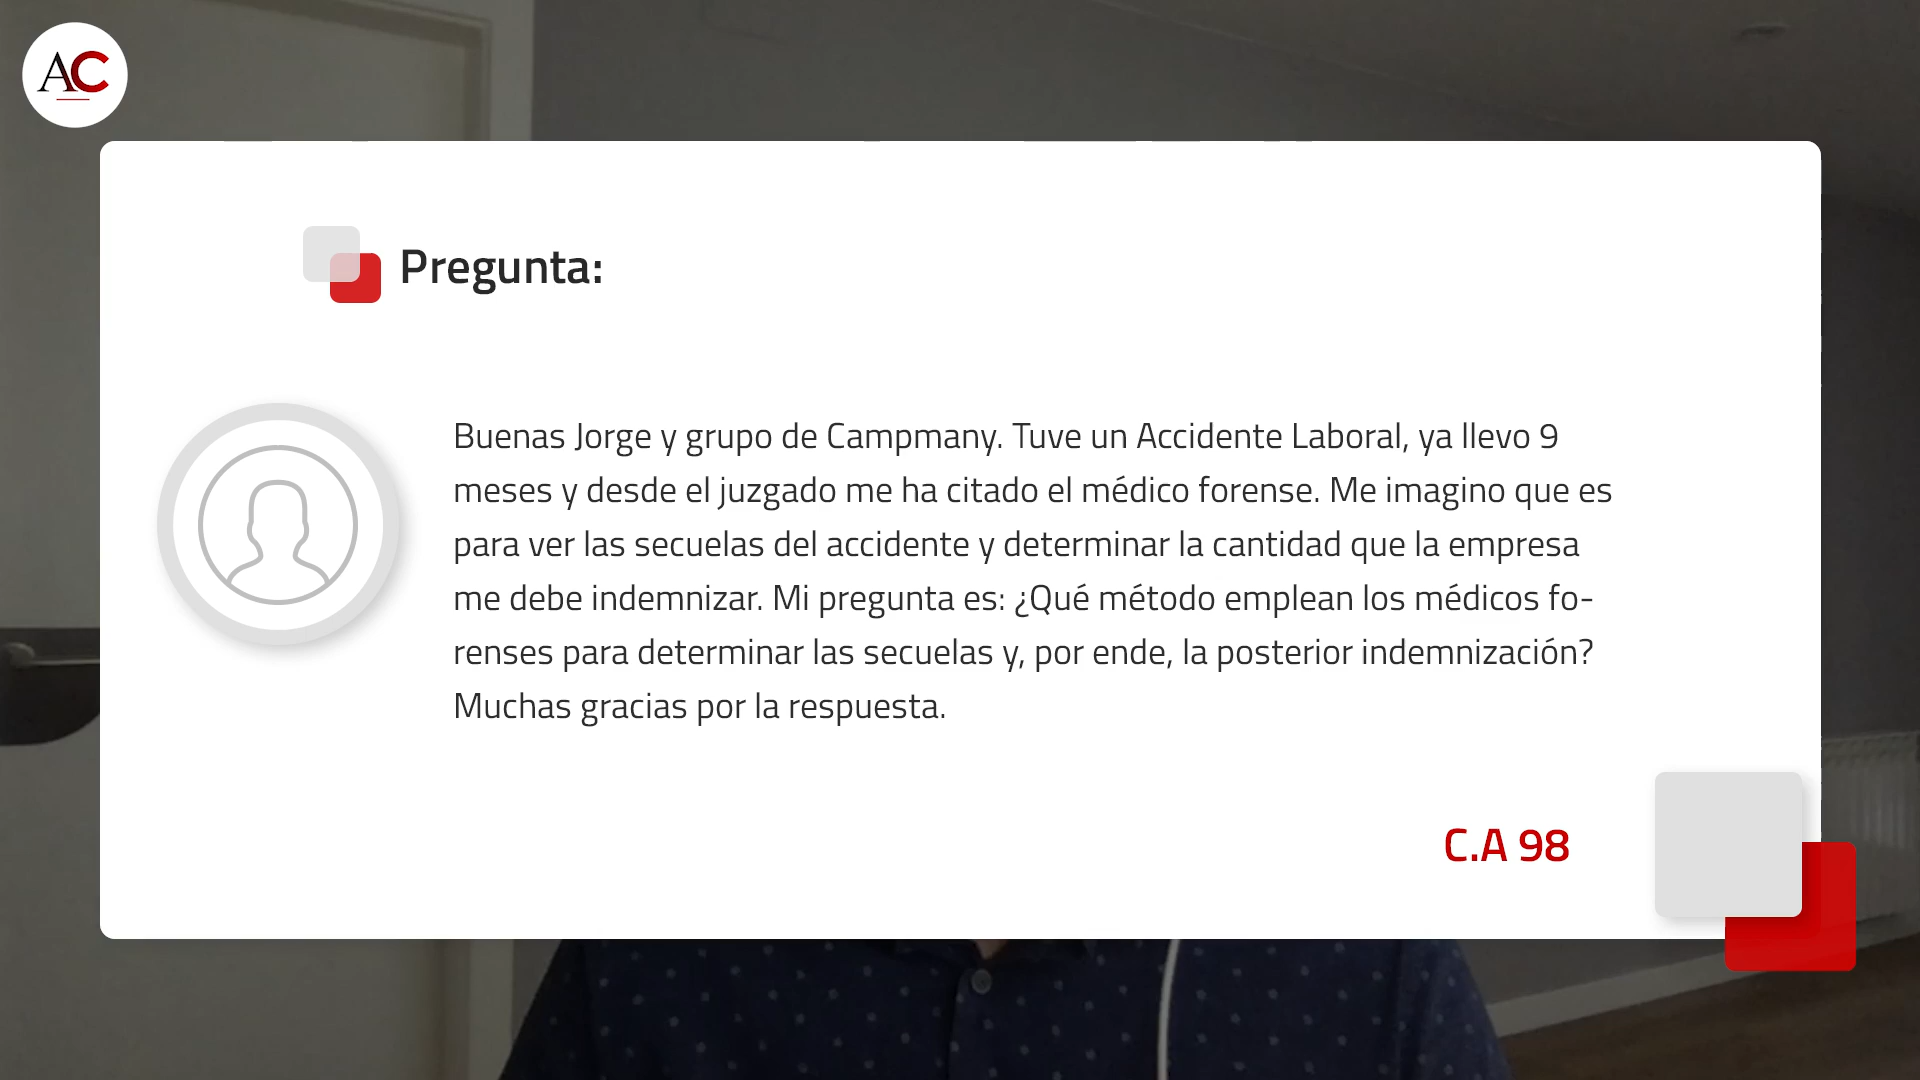 AC
Pregunta:
Buenas Jorge y grupo de Campmany. Tuve un Accidente Laboral, ya llevo 9
meses y desde el juzgado me ha citado el médico forense. Me imagino que es
para ver las secuelas del accidente y determinar la cantidad que la empresa
me debe indemnizar. Mi pregunta es: ¿Qué método emplean los médicos fo-
renses para determinar las secuelas y, por ende, la posterior indemnización?
Muchas gracias por la respuesta.
C.A 98